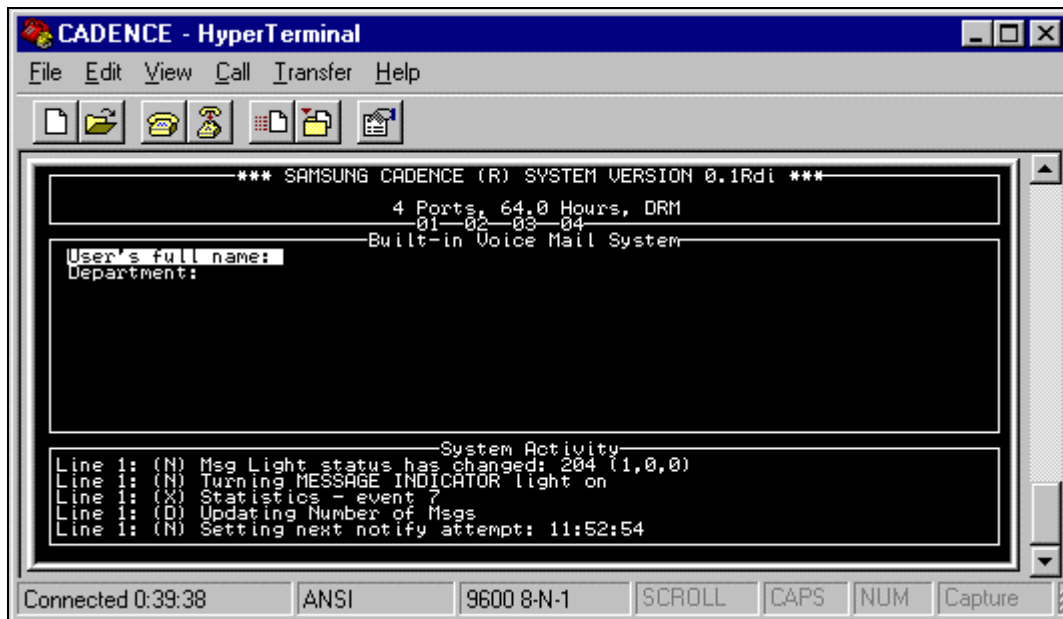 CADENCE - HyperTerminal
File Edit View Call Transfer Help
*** SAMSUNG CADENCE (R) SYSTEM VERSION 0.1Rdi ***
4 Ports, 64.0 Hours, DRM
01 02 03 04
Built-in Voice Mail System
User's full name:
Department:
System Activity
Line 1: (N) Msg Light status has changed: 204 (1,0,0)
Line 1: (N) Turning MESSAGE INDICATOR light on
Line 1: (X) Statistics - event 7
Line 1: (D) Updating Number of Msgs
Line 1: (N) Setting next notify attempt: 11:52:54
Connected 0:39:38 ANSI 9600 8-N-1 SCROLL CAPS NUM Capture